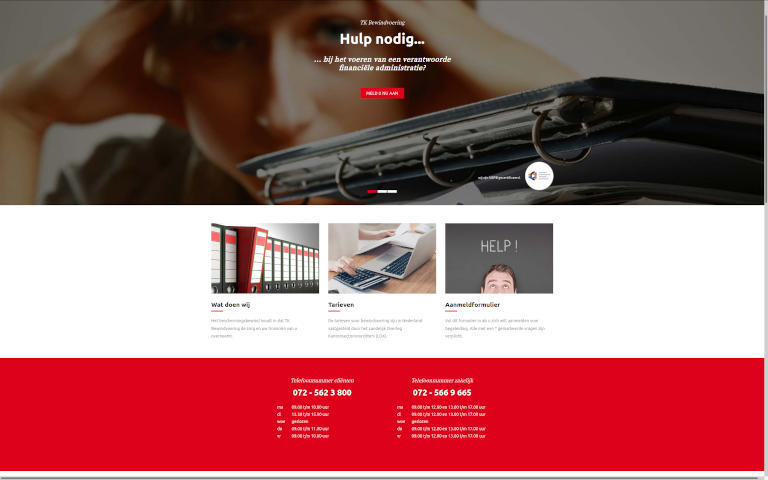 TK Bewindvoering
Hulp nodig...
... bij het voeren van een verantwoorde
financiële administratie?
MELD U NU AAN
HELP !
Wat doen wij
Tarieven
Aanmeldformulier
Het beschermingsbewind houdt in dat TK
Bewindvoering de zorg en uw financiën van u
overneemt.
De tarieven voor bewindvoering zijn in Nederland
vastgesteld door het Landelijk Overleg
Kantonsectorvoorzitters (LOK).
Vul dit formulier in als u zich wilt aanmelden voor
begeleiding. Alle met een * gemarkeerde vragen zijn
verplicht.
Telefoonnummer cliënten
072 - 562 3 800
ma 09.00 t/m 10.00 uur
di 13.30 t/m 15.00 uur
woe gesloten
do 09.00 t/m 11.00 uur
vr 09.00 t/m 10.00 uur
Telefoonnummer zakelijk
072 - 566 9 665
ma 09.00 t/m 12.00 en 13.00 t/m 17.00 uur
di 09.00 t/m 12.00 en 13.00 t/m 17.00 uur
woe gesloten
do 09.00 t/m 12.00 en 13.00 t/m 17.00 uur
vr 09.00 t/m 12.00 en 13.00 t/m 17.00 uur